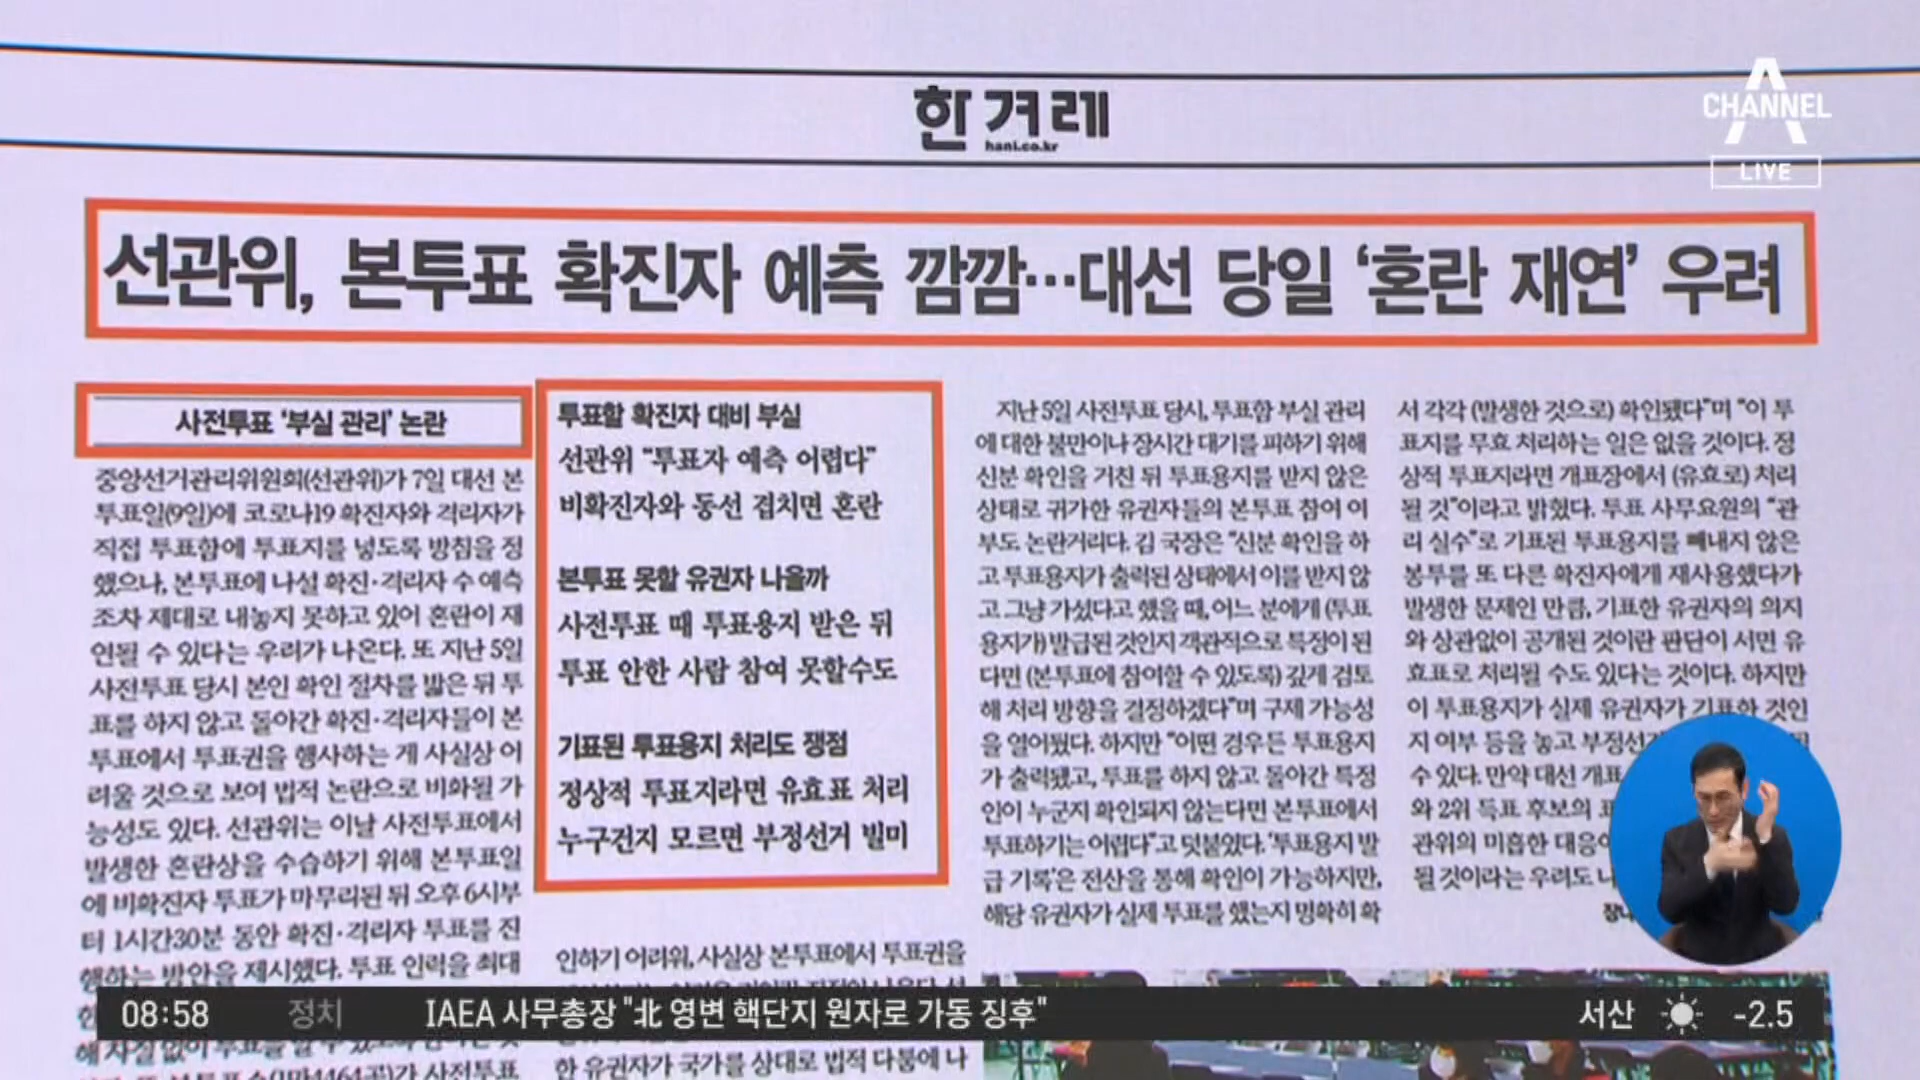 한겨레
hani.co.kr
CHANNEL A
LIVE
선관위, 본투표 확진자 예측 깜깜…대선 당일 ‘혼란 재연’ 우려
사전투표 ‘부실 관리’ 논란
중앙선거관리위원회(선관위)가 7일 대선 본
투표일(9일)에 코로나19 확진자와 격리자가
직접 투표함에 투표지를 넣도록 방침을 정
했으나, 본투표에 나설 확진·격리자 수 예측
조차 제대로 내놓지 못하고 있어 혼란이 재
연될 수 있다는 우려가 나온다. 또 지난 5일
사전투표 당시 본인 확인 절차를 밟은 뒤 투
표를 하지 않고 돌아간 확진·격리자들이 본
투표에서 투표권을 행사하는 게 사실상 어
려울 것으로 보여 법적 논란으로 비화될 가
능성도 있다. 선관위는 이날 사전투표에서
발생한 혼란상을 수습하기 위해 본투표일
에 비확진자 투표가 마무리된 뒤 오후 6시부
터 1시간30분 동안 확진·격리자 투표를 진
행하는 방안을 제시했다. 투표 인력을 최대
투표할 확진자 대비 부실
선관위 “투표자 예측 어렵다”
비확진자와 동선 겹치면 혼란
본투표 못할 유권자 나올까
사전투표 때 투표용지 받은 뒤
투표 안한 사람 참여 못할수도
기표된 투표용지 처리도 쟁점
정상적 투표지라면 유효표 처리
누구건지 모르면 부정선거 빌미
인하기 어려워, 사실상 본투표에서 투표권을
한 유권자가 국가를 상대로 법적 다툼에 나
지난 5일 사전투표 당시, 투표함 부실 관리
에 대한 불만이나 장시간 대기를 피하기 위해
신분 확인을 거친 뒤 투표용지를 받지 않은
상태로 귀가한 유권자들의 본투표 참여 여
부도 논란거리다. 김 국장은 “신분 확인을 하
고 투표용지가 출력된 상태에서 이를 받지 않
고 그냥 가셨다고 했을 때, 어느 분에게 (투표
용지가) 발급된 것인지 객관적으로 특정이 된
다면 (본투표에 참여할 수 있도록) 깊게 검토
해 처리 방향을 결정하겠다”며 구제 가능성
을 열어뒀다. 하지만 “어떤 경우든 투표용지
가 출력됐고, 투표를 하지 않고 돌아간 특정
인이 누군지 확인되지 않는다면 본투표에서
투표하기는 어렵다”고 덧붙였다. ‘투표용지 발
급 기록’은 전산을 통해 확인이 가능하지만,
해당 유권자가 실제 투표를 했는지 명확히 확
서 각각 (발생한 것으로) 확인됐다”며 “이 투
표지를 무효 처리하는 일은 없을 것이다. 정
상적 투표지라면 개표장에서 (유효로) 처리
될 것”이라고 밝혔다. 투표 사무요원의 “관
리 실수”로 기표된 투표용지를 빼내지 않은
봉투를 또 다른 확진자에게 재사용했다가
발생한 문제인 만큼, 기표한 유권자의 의지
와 상관없이 공개된 것이란 판단이 서면 유
효표로 처리될 수도 있다는 것이다. 하지만
이 투표용지가 실제 유권자가 기표한 것인
지 여부 등을 놓고 부정선거
수 있다. 만약 대선 개표
와 2위 득표 후보의 표
관위의 미흡한 대응이
될 것이라는 우려도 나
08:58 정치 IAEA 사무총장 "北 영변 핵단지 원자로 가동 징후" 서산 -2.5